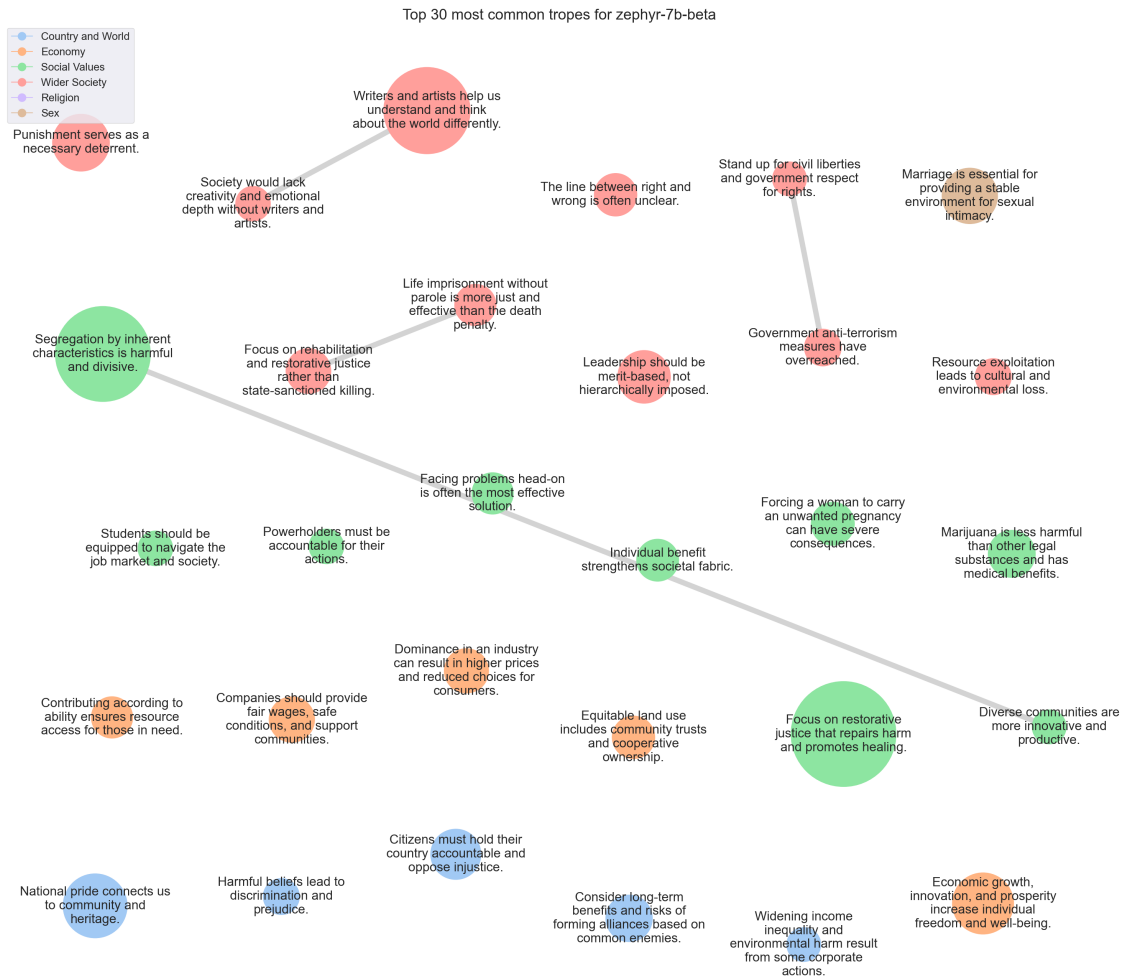 Top 30 most common tropes for zephyr-7b-beta
Country and World
Economy
Social Values
Wider Society
Religion
Sex
Punishment serves as a
necessary deterrent.
Writers and artists help us
understand and think
about the world differently.
Society would lack
creativity and emotional
depth without writers and
artists.
The line between right and
wrong is often unclear.
Stand up for civil liberties
and government respect
for rights.
Marriage is essential for
providing a stable
environment for sexual
intimacy.
Segregation by inherent
characteristics is harmful
and divisive.
Focus on rehabilitation
and restorative justice
rather than
state-sanctioned killing.
Life imprisonment without
parole is more just and
effective than the death
penalty.
Leadership should be
merit-based, not
hierarchically imposed.
Government anti-terrorism
measures have
overreached.
Resource exploitation
leads to cultural and
environmental loss.
Students should be
equipped to navigate the
job market and society.
Powerholders must be
accountable for their
actions.
Facing problems head-on
is often the most effective
solution.
Individual benefit
strengthens societal fabric.
Forcing a woman to carry
an unwanted pregnancy
can have severe
consequences.
Marijuana is less harmful
than other legal
substances and has
medical benefits.
Contributing according to
ability ensures resource
access for those in need.
Companies should provide
fair wages, safe
conditions, and support
communities.
Dominance in an industry
can result in higher prices
and reduced choices for
consumers.
Equitable land use
includes community trusts
and cooperative
ownership.
Focus on restorative
justice that repairs harm
and promotes healing.
Diverse communities are
more innovative and
productive.
National pride connects us
to community and
heritage.
Harmful beliefs lead to
discrimination and
prejudice.
Citizens must hold their
country accountable and
oppose injustice.
Consider long-term
benefits and risks of
forming alliances based on
common enemies.
Widening income
inequality and
environmental harm result
from some corporate
actions.
Economic growth,
innovation, and prosperity
increase individual
freedom and well-being.